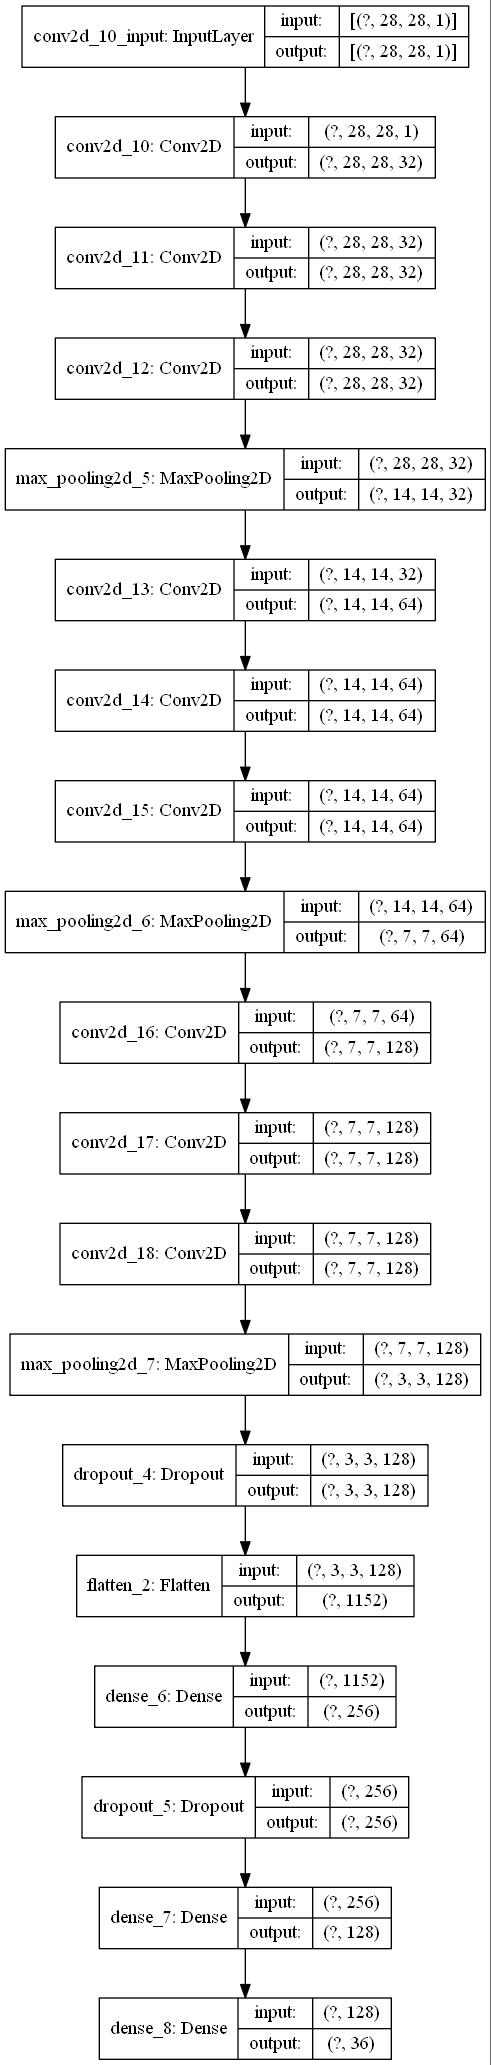 conv2d_10_input: InputLayer
input: [(?, 28, 28, 1)]
output: [(?, 28, 28, 1)]
conv2d_10: Conv2D
input: (?, 28, 28, 1)
output: (?, 28, 28, 32)
conv2d_11: Conv2D
input: (?, 28, 28, 32)
output: (?, 28, 28, 32)
conv2d_12: Conv2D
input: (?, 28, 28, 32)
output: (?, 28, 28, 32)
max_pooling2d_5: MaxPooling2D
input: (?, 28, 28, 32)
output: (?, 14, 14, 32)
conv2d_13: Conv2D
input: (?, 14, 14, 32)
output: (?, 14, 14, 64)
conv2d_14: Conv2D
input: (?, 14, 14, 64)
output: (?, 14, 14, 64)
conv2d_15: Conv2D
input: (?, 14, 14, 64)
output: (?, 14, 14, 64)
max_pooling2d_6: MaxPooling2D
input: (?, 14, 14, 64)
output: (?, 7, 7, 64)
conv2d_16: Conv2D
input: (?, 7, 7, 64)
output: (?, 7, 7, 128)
conv2d_17: Conv2D
input: (?, 7, 7, 128)
output: (?, 7, 7, 128)
conv2d_18: Conv2D
input: (?, 7, 7, 128)
output: (?, 7, 7, 128)
max_pooling2d_7: MaxPooling2D
input: (?, 7, 7, 128)
output: (?, 3, 3, 128)
dropout_4: Dropout
input: (?, 3, 3, 128)
output: (?, 3, 3, 128)
flatten_2: Flatten
input: (?, 3, 3, 128)
output: (?, 1152)
dense_6: Dense
input: (?, 1152)
output: (?, 256)
dropout_5: Dropout
input: (?, 256)
output: (?, 256)
dense_7: Dense
input: (?, 256)
output: (?, 128)
dense_8: Dense
input: (?, 128)
output: (?, 36)